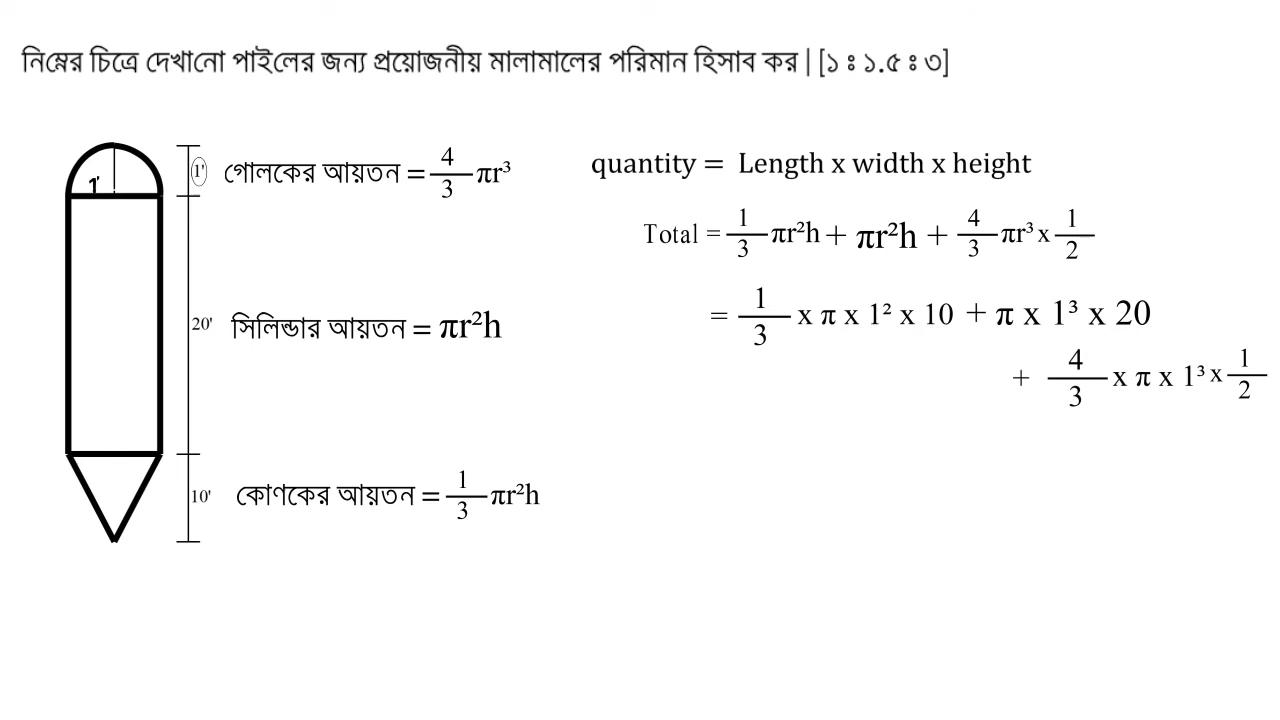 নিম্নের চিত্রে দেখানো পাইলের জন্য প্রয়োজনীয় মালামালের পরিমান হিসাব কর | [১ ঃ ১.৫ ঃ ৩]
1'
1'
গোলকের আয়তন = 4/3 πr³
20'
সিলিন্ডার আয়তন = πr²h
10'
কোণকের আয়তন = 1/3 πr²h
quantity = Length x width x height
Total = 1/3 πr²h + πr²h + 4/3 πr³ x 1/2
= 1/3 x π x 1² x 10 + π x 1³ x 20
+ 4/3 x π x 1³ x 1/2